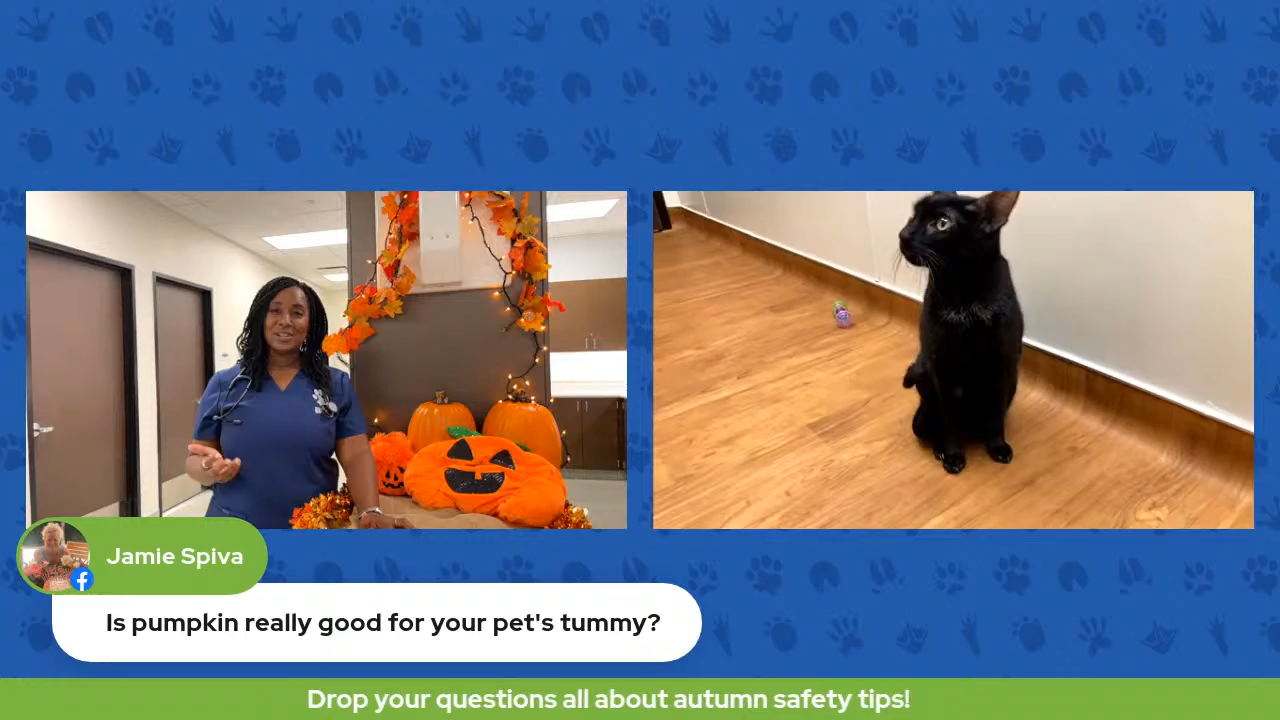 Jamie Spiva
Is pumpkin really good for your pet's tummy?
Drop your questions all about autumn safety tips!